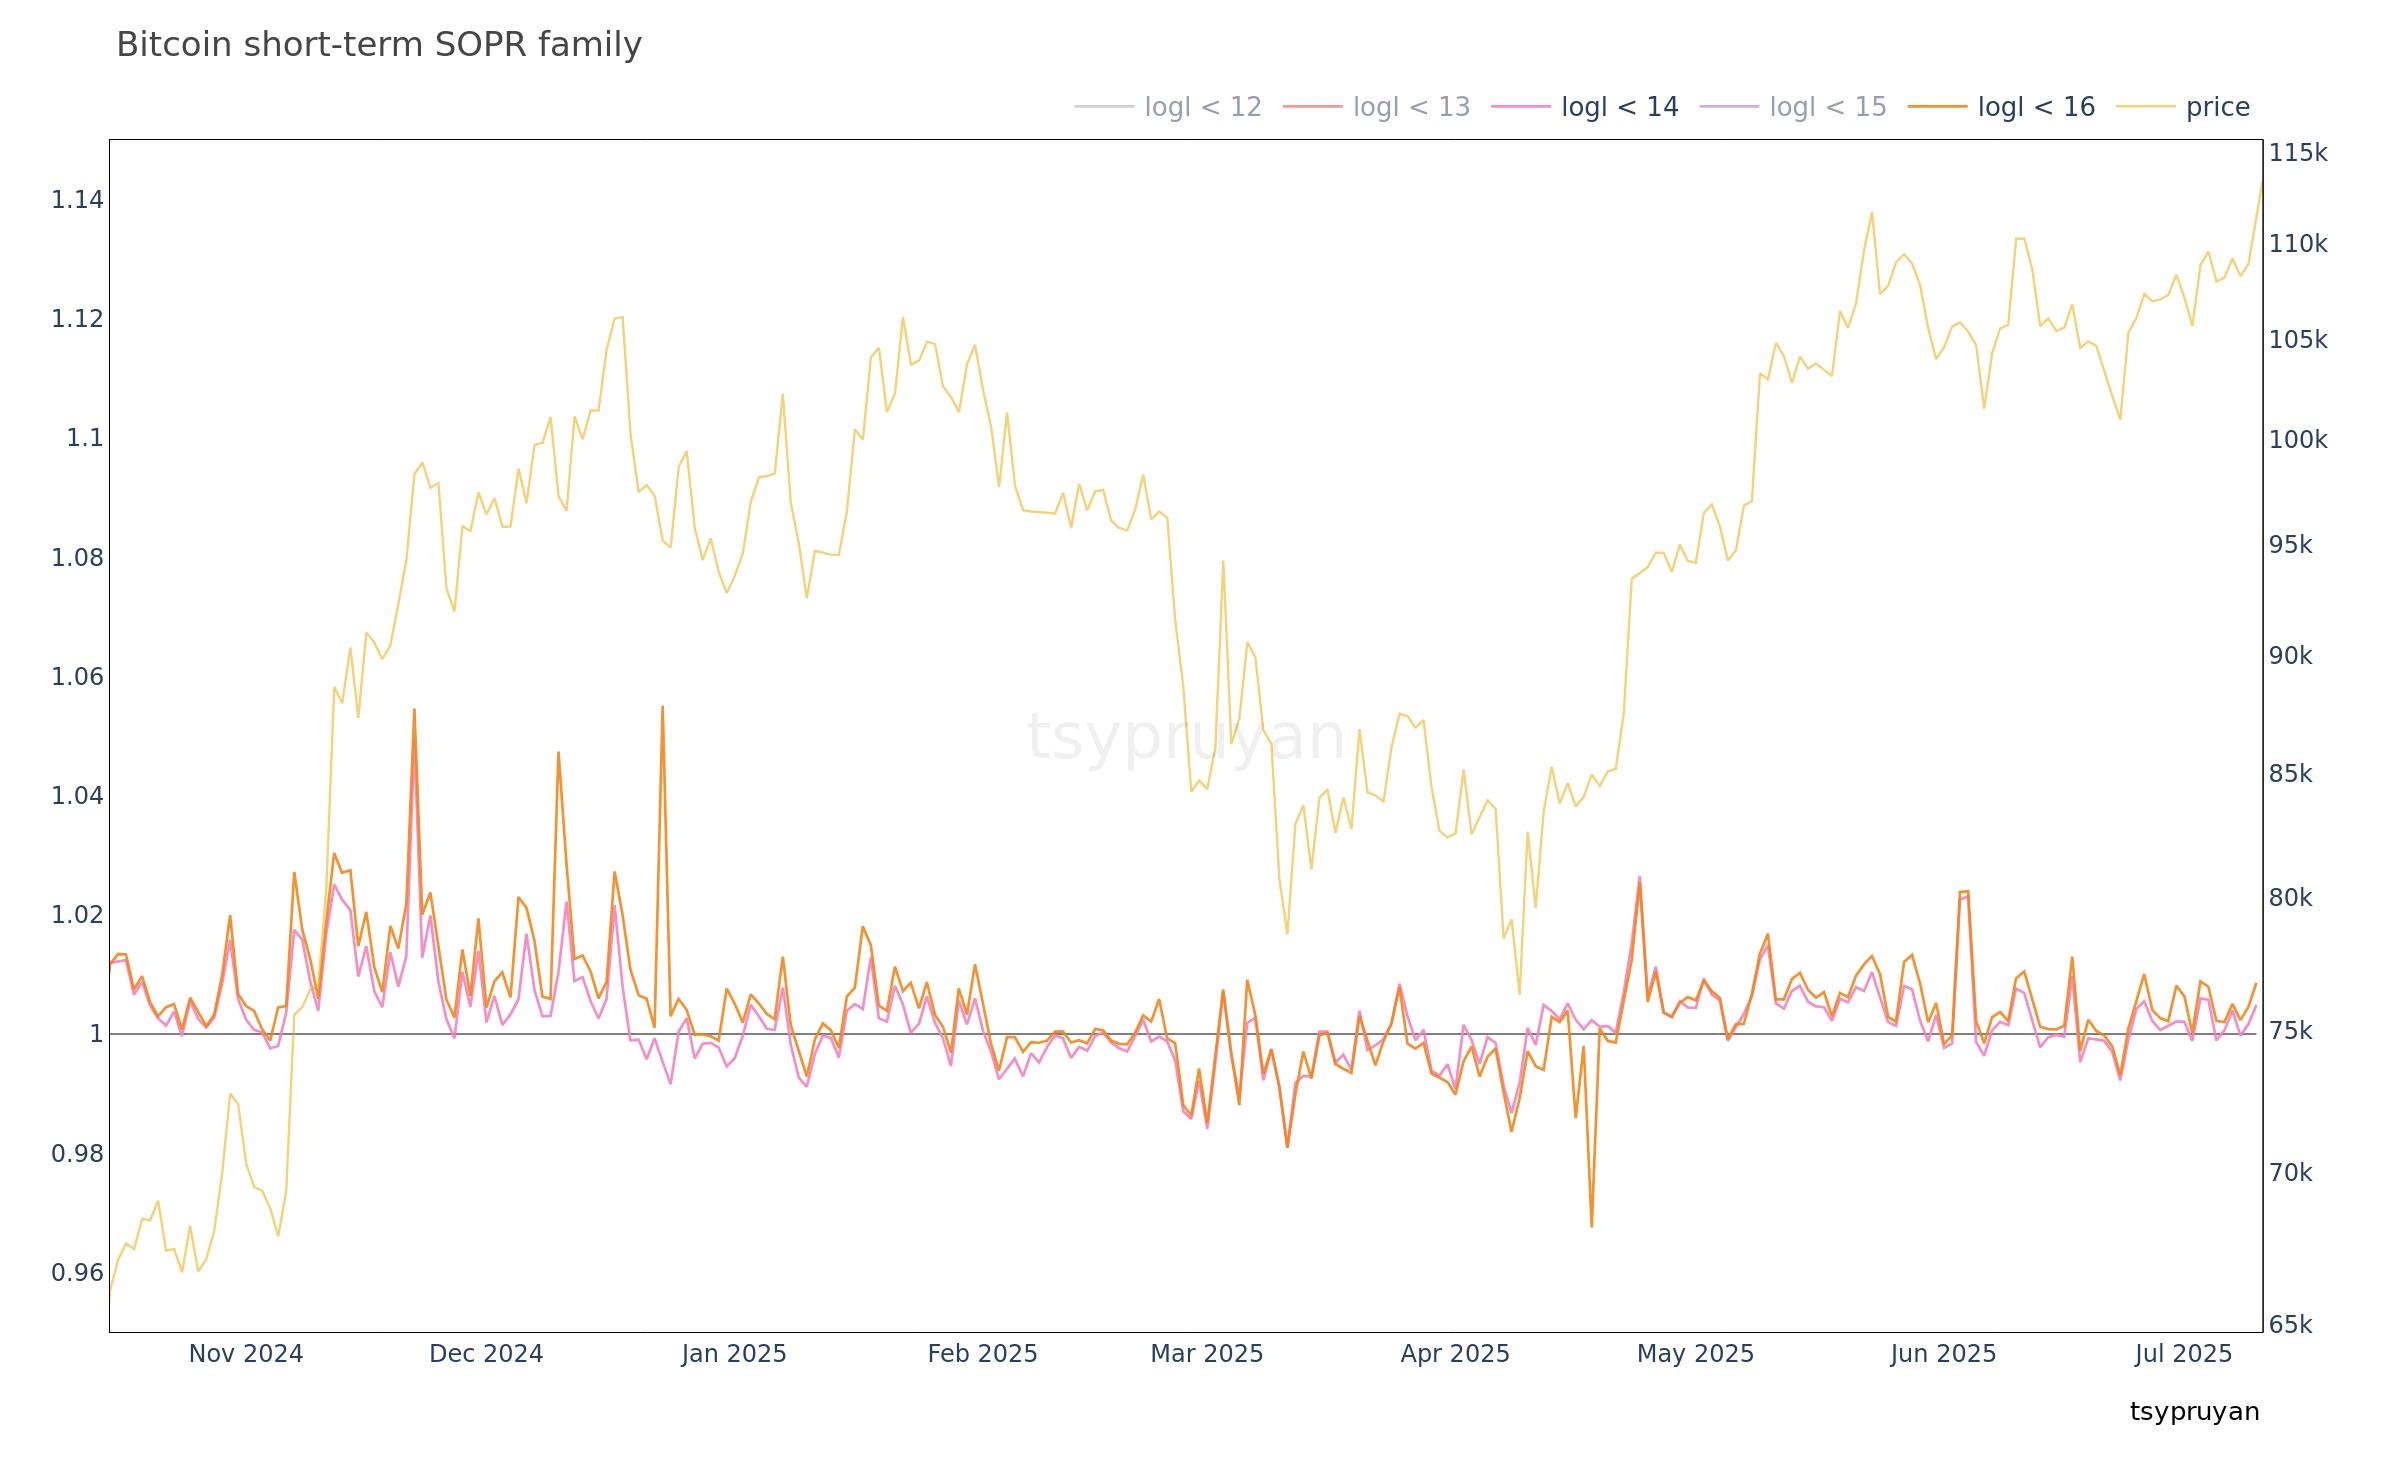 Bitcoin short-term SOPR family
logl < 12 logl < 13 logl < 14 logl < 15 logl < 16 price
1.14
1.12
1.1
1.08
1.06
1.04
1.02
1
0.98
0.96
115k
110k
105k
100k
95k
90k
85k
80k
75k
70k
65k
tsypruyan
Nov 2024 Dec 2024 Jan 2025 Feb 2025 Mar 2025 Apr 2025 May 2025 Jun 2025 Jul 2025
tsypruyan